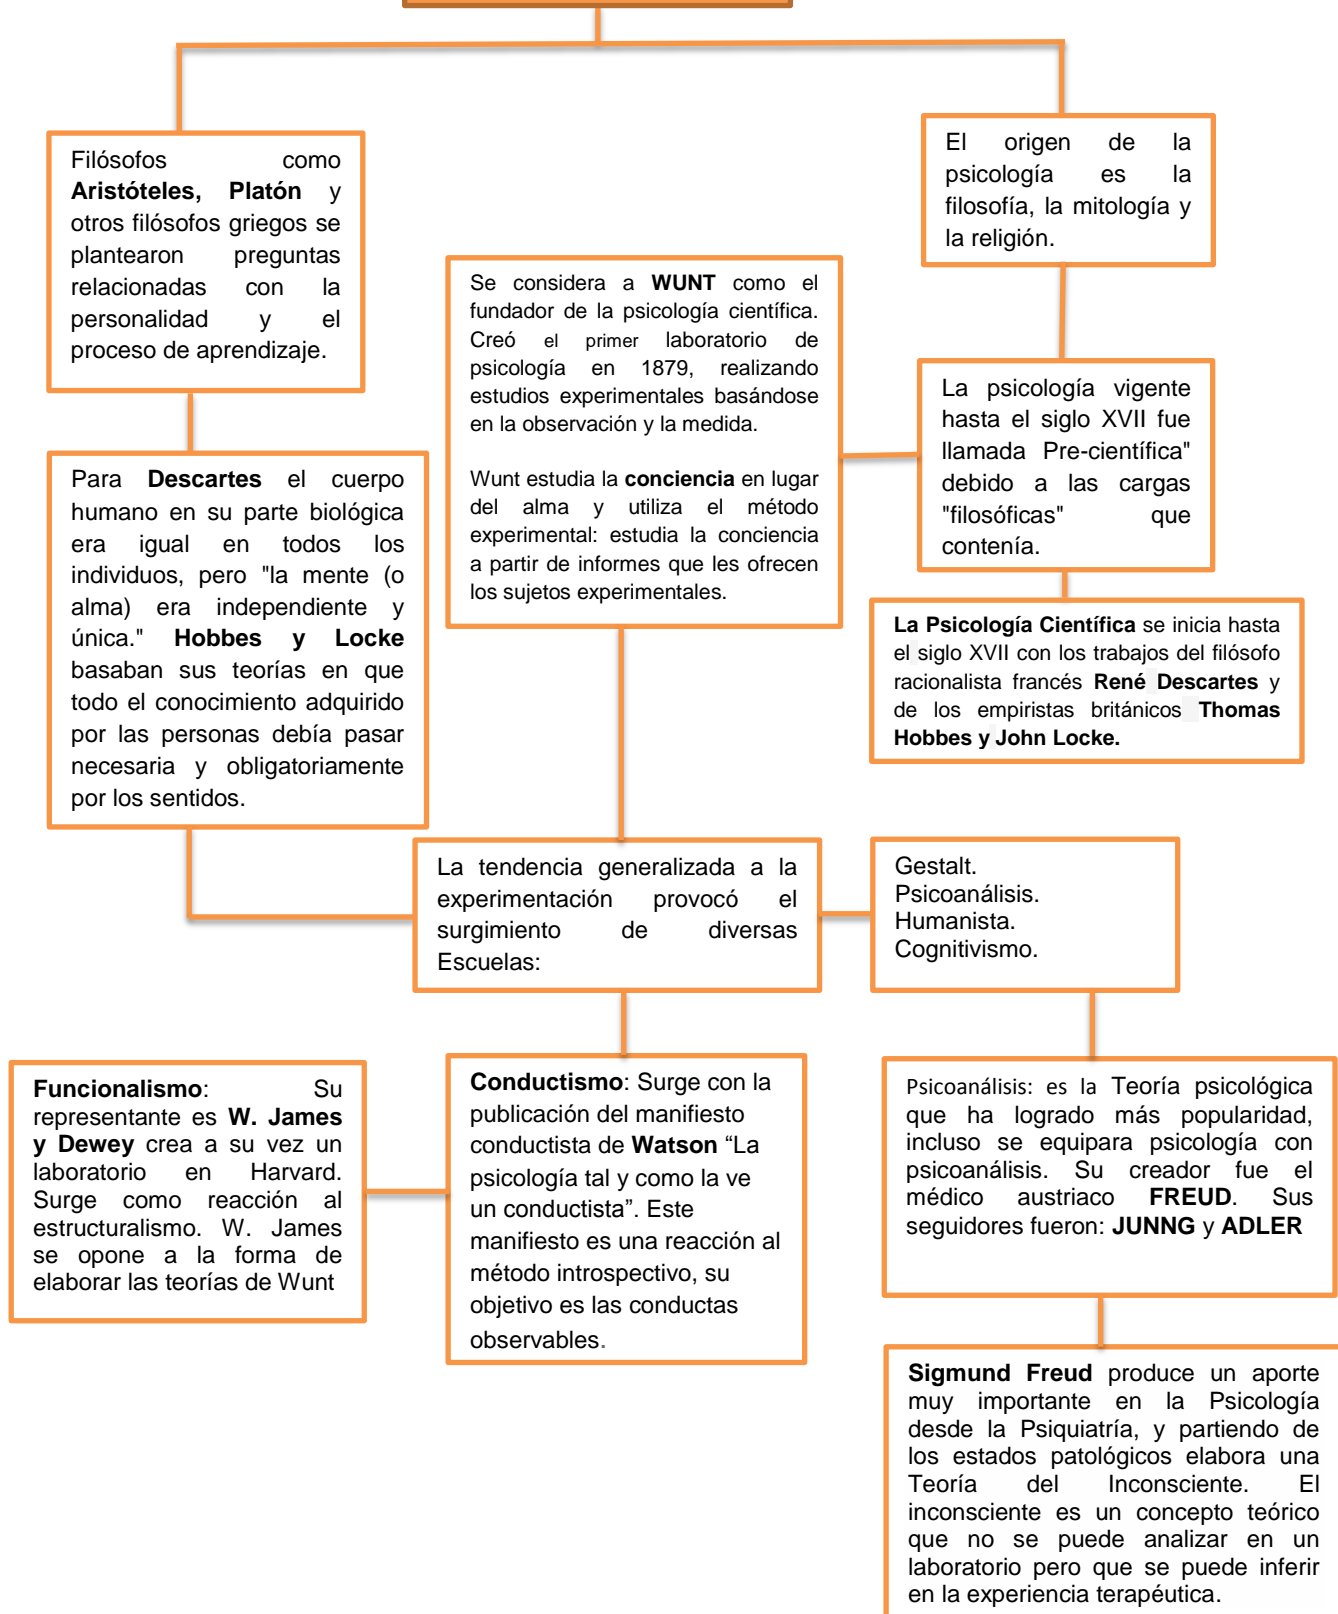 Filósofos como
Aristóteles, Platón y
otros filósofos griegos se
plantearon preguntas
relacionadas con la
personalidad y el
proceso de aprendizaje.
El origen de la
psicología es la
filosofía, la mitología y
la religión.
Se considera a WUNT como el
fundador de la psicología científica.
Creó el primer laboratorio de
psicología en 1879, realizando
estudios experimentales basándose
en la observación y la medida.
Wunt estudia la conciencia en lugar
del alma y utiliza el método
experimental: estudia la conciencia
a partir de informes que les ofrecen
los sujetos experimentales.
La psicología vigente
hasta el siglo XVII fue
llamada Pre-científica"
debido a las cargas
"filosóficas" que
contenía.
Para Descartes el cuerpo
humano en su parte biológica
era igual en todos los
individuos, pero "la mente (o
alma) era independiente y
única." Hobbes y Locke
basaban sus teorías en que
todo el conocimiento adquirido
por las personas debía pasar
necesaria y obligatoriamente
por los sentidos.
La Psicología Científica se inicia hasta
el siglo XVII con los trabajos del filósofo
racionalista francés René Descartes y
de los empiristas británicos Thomas
Hobbes y John Locke.
La tendencia generalizada a la
experimentación provocó el
surgimiento de diversas
Escuelas:
Gestalt.
Psicoanálisis.
Humanista.
Cognitivismo.
Funcionalismo: Su
representante es W. James
y Dewey crea a su vez un
laboratorio en Harvard.
Surge como reacción al
estructuralismo. W. James
se opone a la forma de
elaborar las teorías de Wunt
Conductismo: Surge con la
publicación del manifiesto
conductista de Watson “La
psicología tal y como la ve
un conductista”. Este
manifiesto es una reacción al
método introspectivo, su
objetivo es las conductas
observables.
Psicoanálisis: es la Teoría psicológica
que ha logrado más popularidad,
incluso se equipara psicología con
psicoanálisis. Su creador fue el
médico austriaco FREUD. Sus
seguidores fueron: JUNNG y ADLER
Sigmund Freud produce un aporte
muy importante en la Psicología
desde la Psiquiatría, y partiendo de
los estados patológicos elabora una
Teoría del Inconsciente. El
inconsciente es un concepto teórico
que no se puede analizar en un
laboratorio pero que se puede inferir
en la experiencia terapéutica.